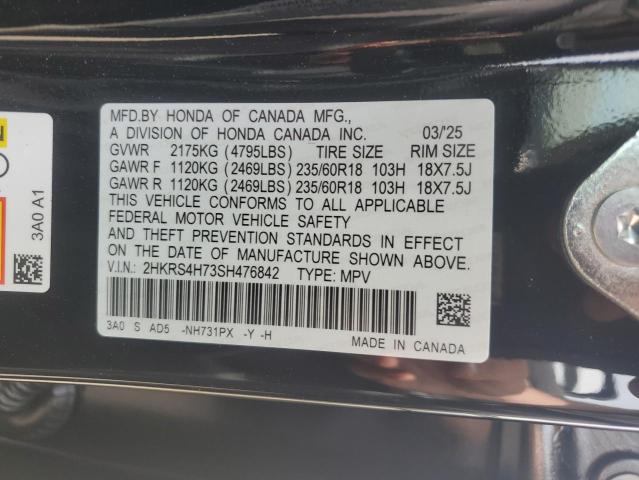 MFD.BY HONDA OF CANADA MFG.,
A DIVISION OF HONDA CANADA INC. 03/'25
GVWR 2175KG (4795LBS) TIRE SIZE RIM SIZE
GAWR F 1120KG (2469LBS) 235/60R18 103H 18X7.5J
GAWR R 1120KG (2469LBS) 235/60R18 103H 18X7.5J
THIS VEHICLE CONFORMS TO ALL APPLICABLE
FEDERAL MOTOR VEHICLE SAFETY
AND THEFT PREVENTION STANDARDS IN EFFECT
ON THE DATE OF MANUFACTURE SHOWN ABOVE.
V.I.N.: 2HKRS4H73SH476842 TYPE: MPV
3A0 S AD5 -NH731PX -Y -H
MADE IN CANADA
3A0 A1